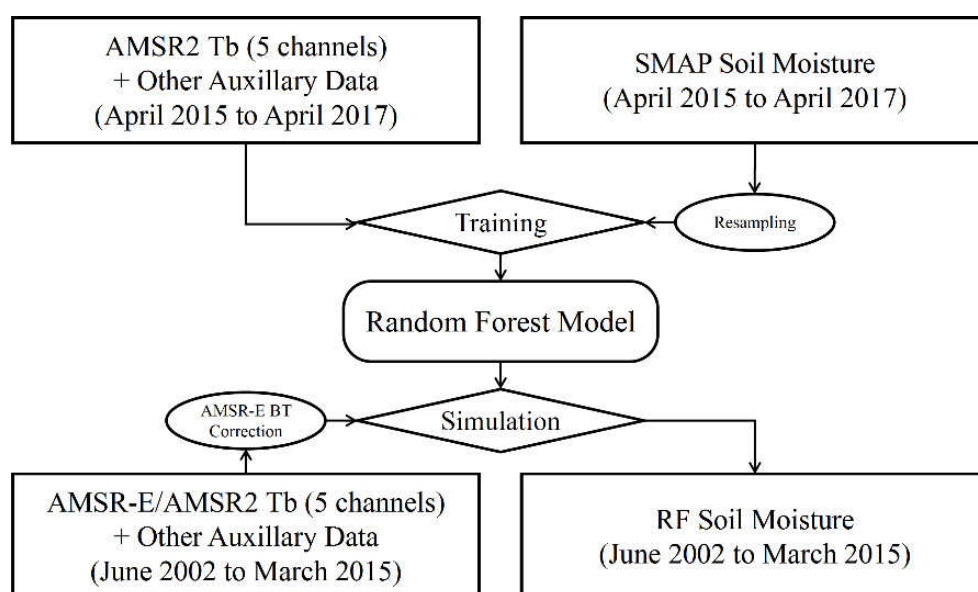 AMSR2 Tb (5 channels)
+ Other Auxillary Data
(April 2015 to April 2017)
SMAP Soil Moisture
(April 2015 to April 2017)
Training
Resampling
Random Forest Model
AMSR-E BT
Correction
Simulation
AMSR-E/AMSR2 Tb (5 channels)
+ Other Auxillary Data
(June 2002 to March 2015)
RF Soil Moisture
(June 2002 to March 2015)